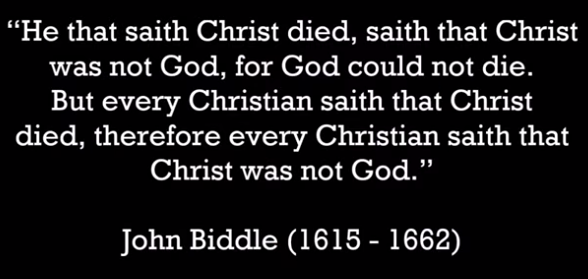 “He that saith Christ died, saith that Christ
was not God, for God could not die.
But every Christian saith that Christ
died, therefore every Christian saith that
Christ was not God.”
John Biddle (1615 - 1662)